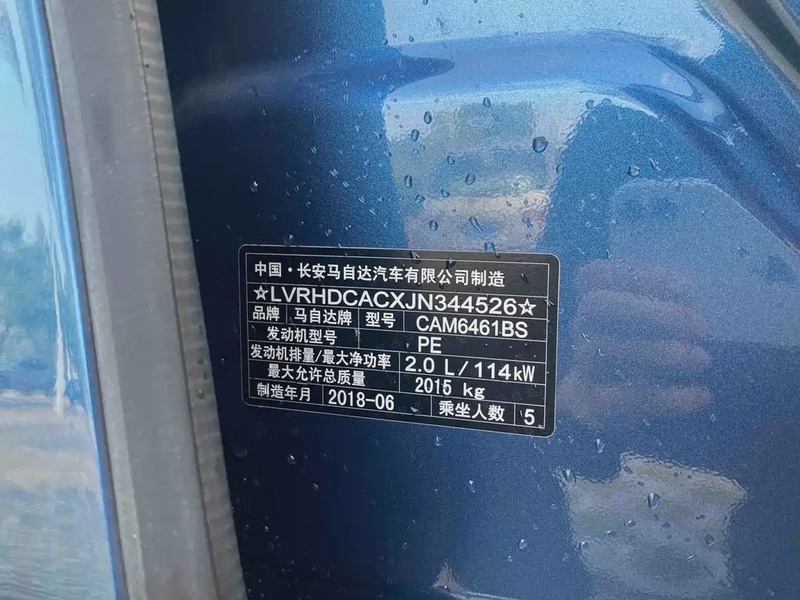 中国·长安马自达汽车有限公司制造
☆LVRHDCACXJN344526☆
品牌 马自达牌 型号 CAM6461BS
发动机型号 PE
发动机排量/最大净功率 2.0 L/114kW
最大允许总质量 2015 kg
制造年月 2018-06 乘坐人数 5